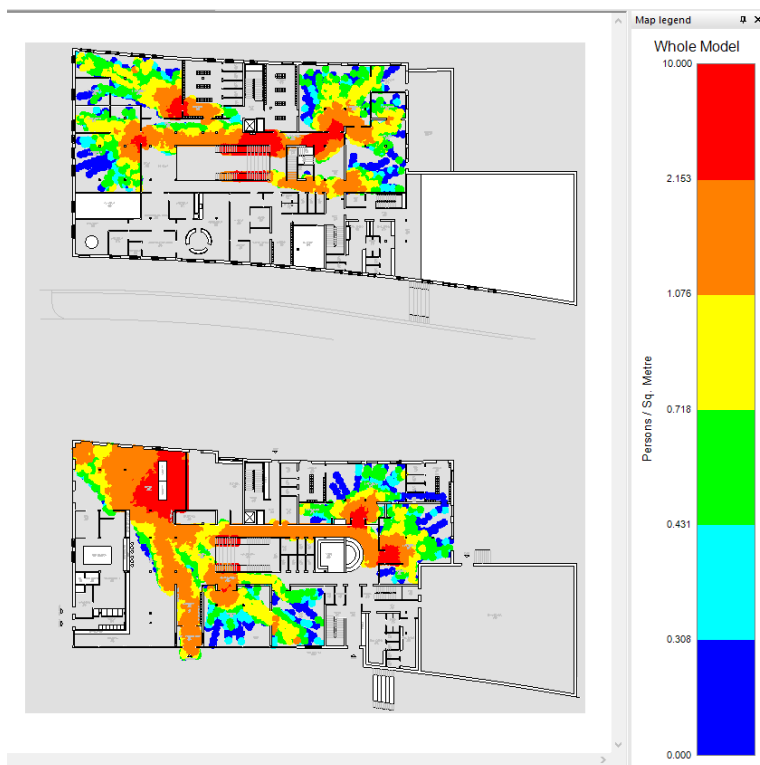 Map legend
Whole Model
10.000
2.153
1.076
0.718
0.431
0.308
0.000
Persons / Sq. Metre